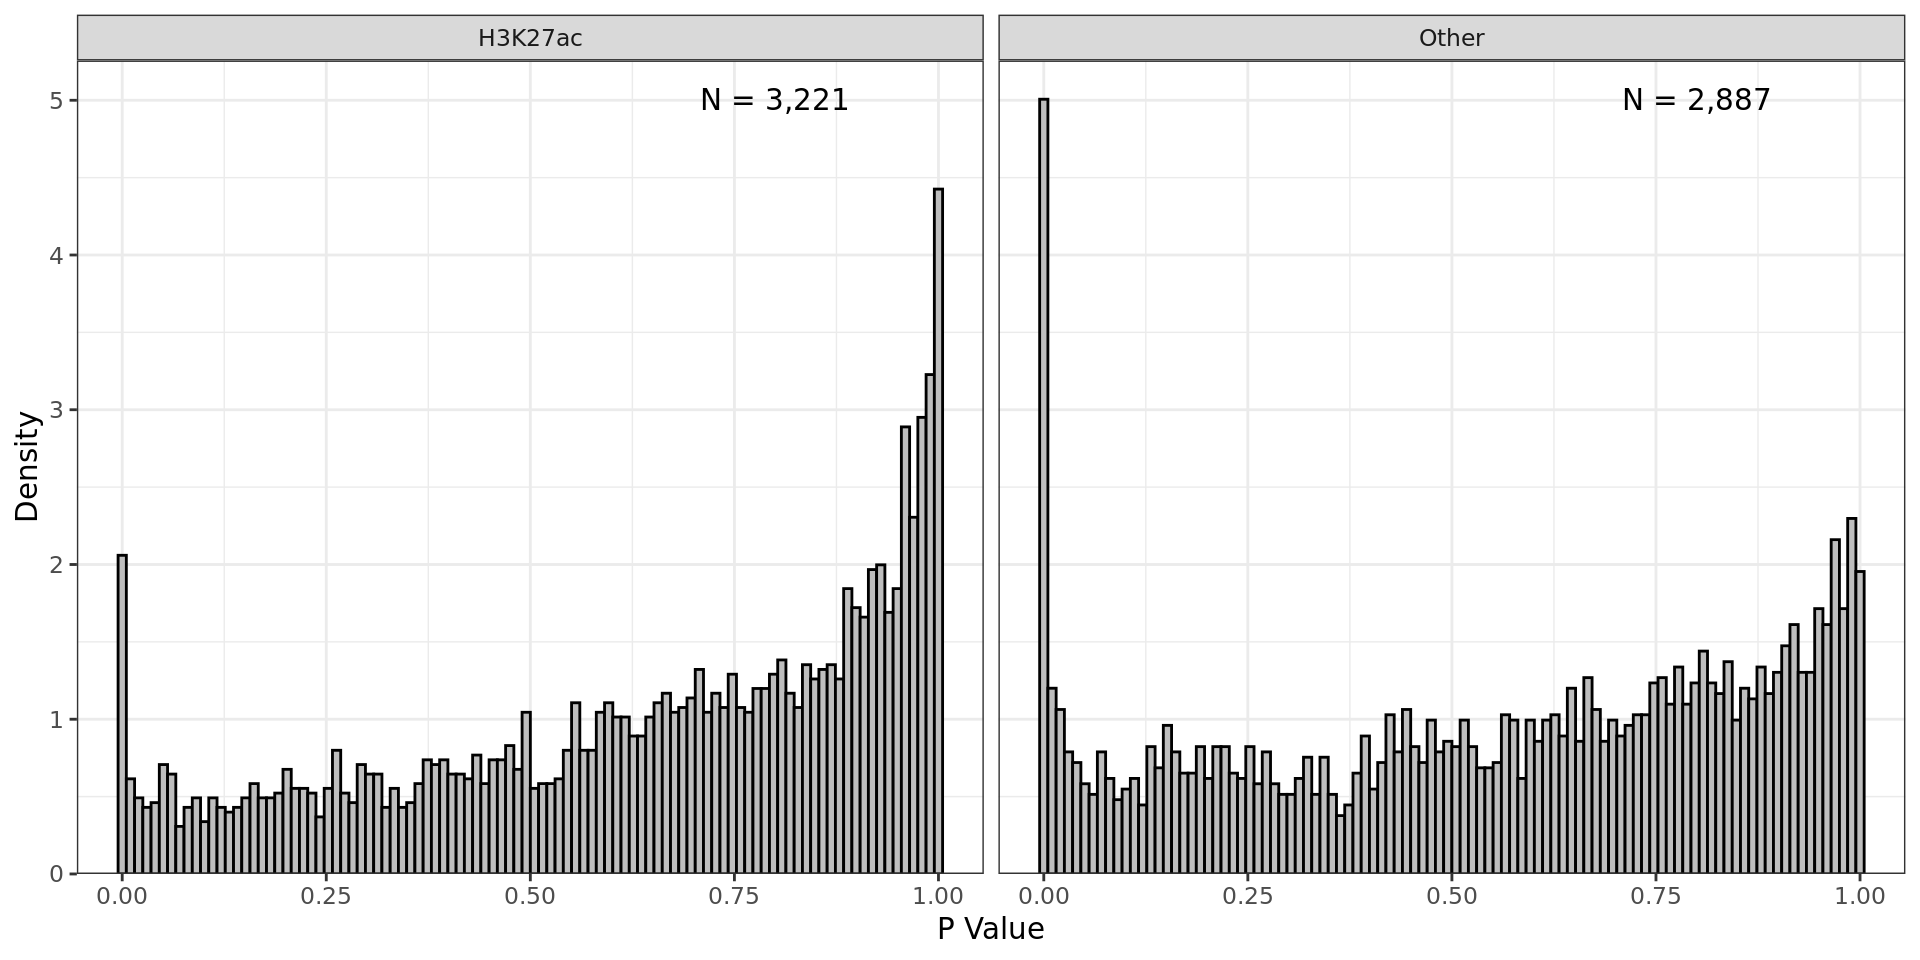 H3K27ac
Other
N = 3,221
N = 2,887
Density
5
4
3
2
1
0
0.00 0.25 0.50 0.75 1.00
0.00 0.25 0.50 0.75 1.00
P Value